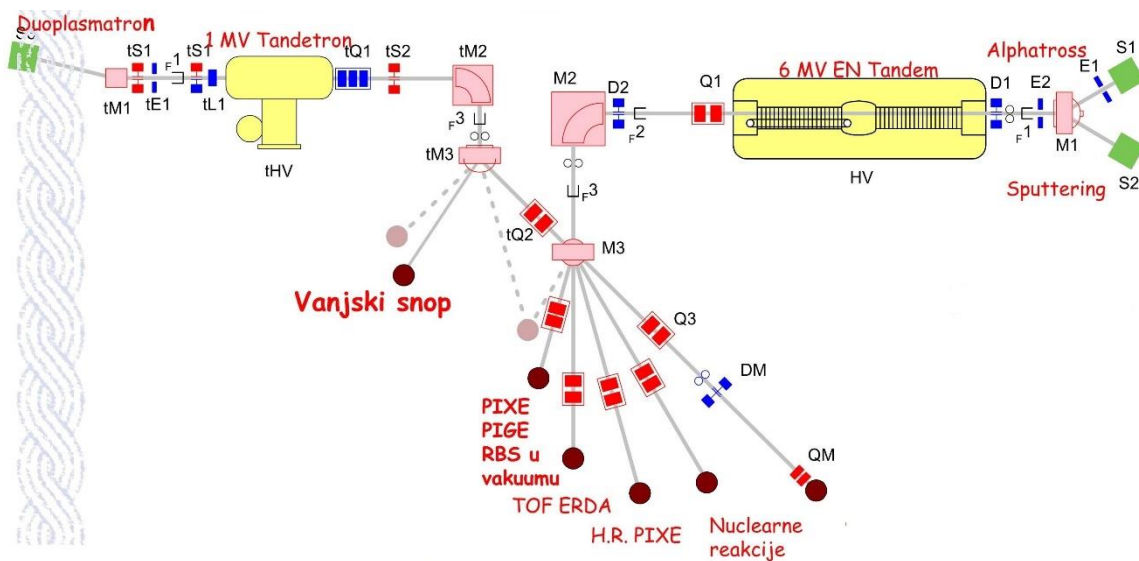 Duoplasmatron
1 MV Tandetron
tS1
F1
tS1
tQ1
tS2
tM2
tM1
tE1
tL1
tHV
F3
tM3
tQ2
Vanjski snop
M2
D2
F2
Q1
6 MV EN Tandem
HV
D1
E2
F1
M1
Alphatross
E1
S1
S2
Sputtering
F3
M3
Q3
DM
QM
PIXE
PIGE
RBS u
vakuumu
TOF ERDA
H.R. PIXE
Nuclearne
reakcije